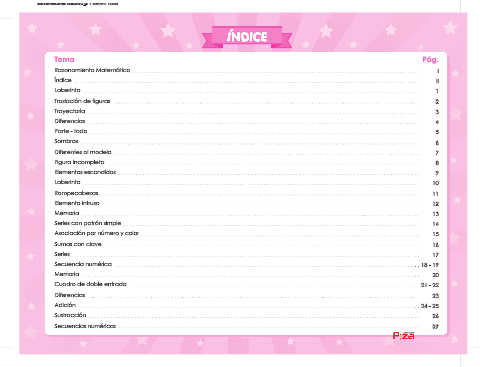 ÍNDICE
Tema Pág.
Razonamiento Matemático I
Índice II
Laberinto 1
Traslación de figuras 2
Trayectoria 3
Diferencias 4
Parte - todo 5
Sombras 6
Diferentes al modelo 7
Figura incompleta 8
Elementos escondidos 9
Laberinto 10
Rompecabezas 11
Elemento intruso 12
Memoria 13
Series con patrón simple 14
Asociación por número y color 15
Sumas con clave 16
Series 17
Secuencia numérica 18 - 19
Memoria 20
Cuadro de doble entrada 21 - 22
Diferencias 23
Adición 24 - 25
Sustracción 26
Secuencias numéricas 27